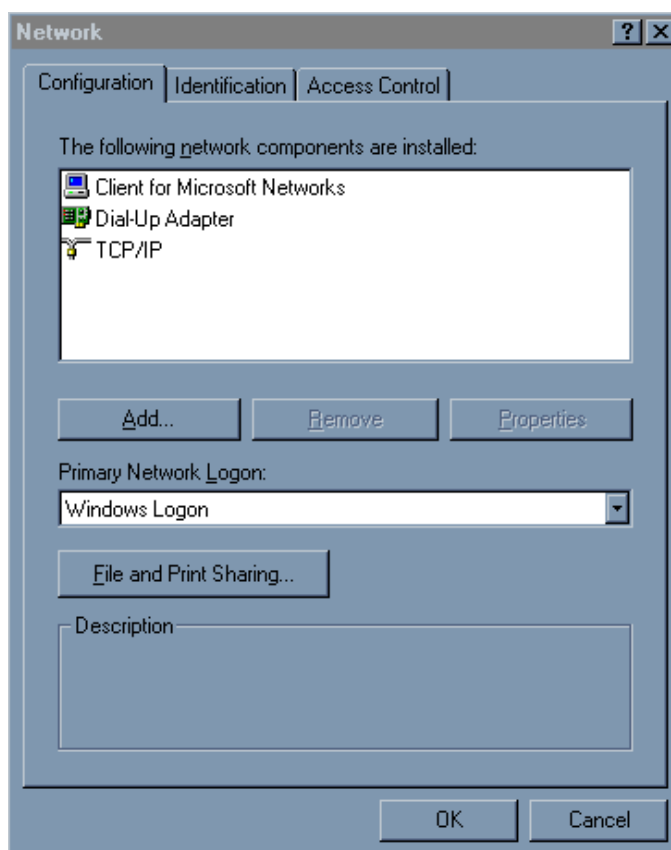 Network
Configuration Identification Access Control
The following network components are installed:
Client for Microsoft Networks
Dial-Up Adapter
TCP/IP
Add... Remove Properties
Primary Network Logon:
Windows Logon
File and Print Sharing...
Description
OK Cancel